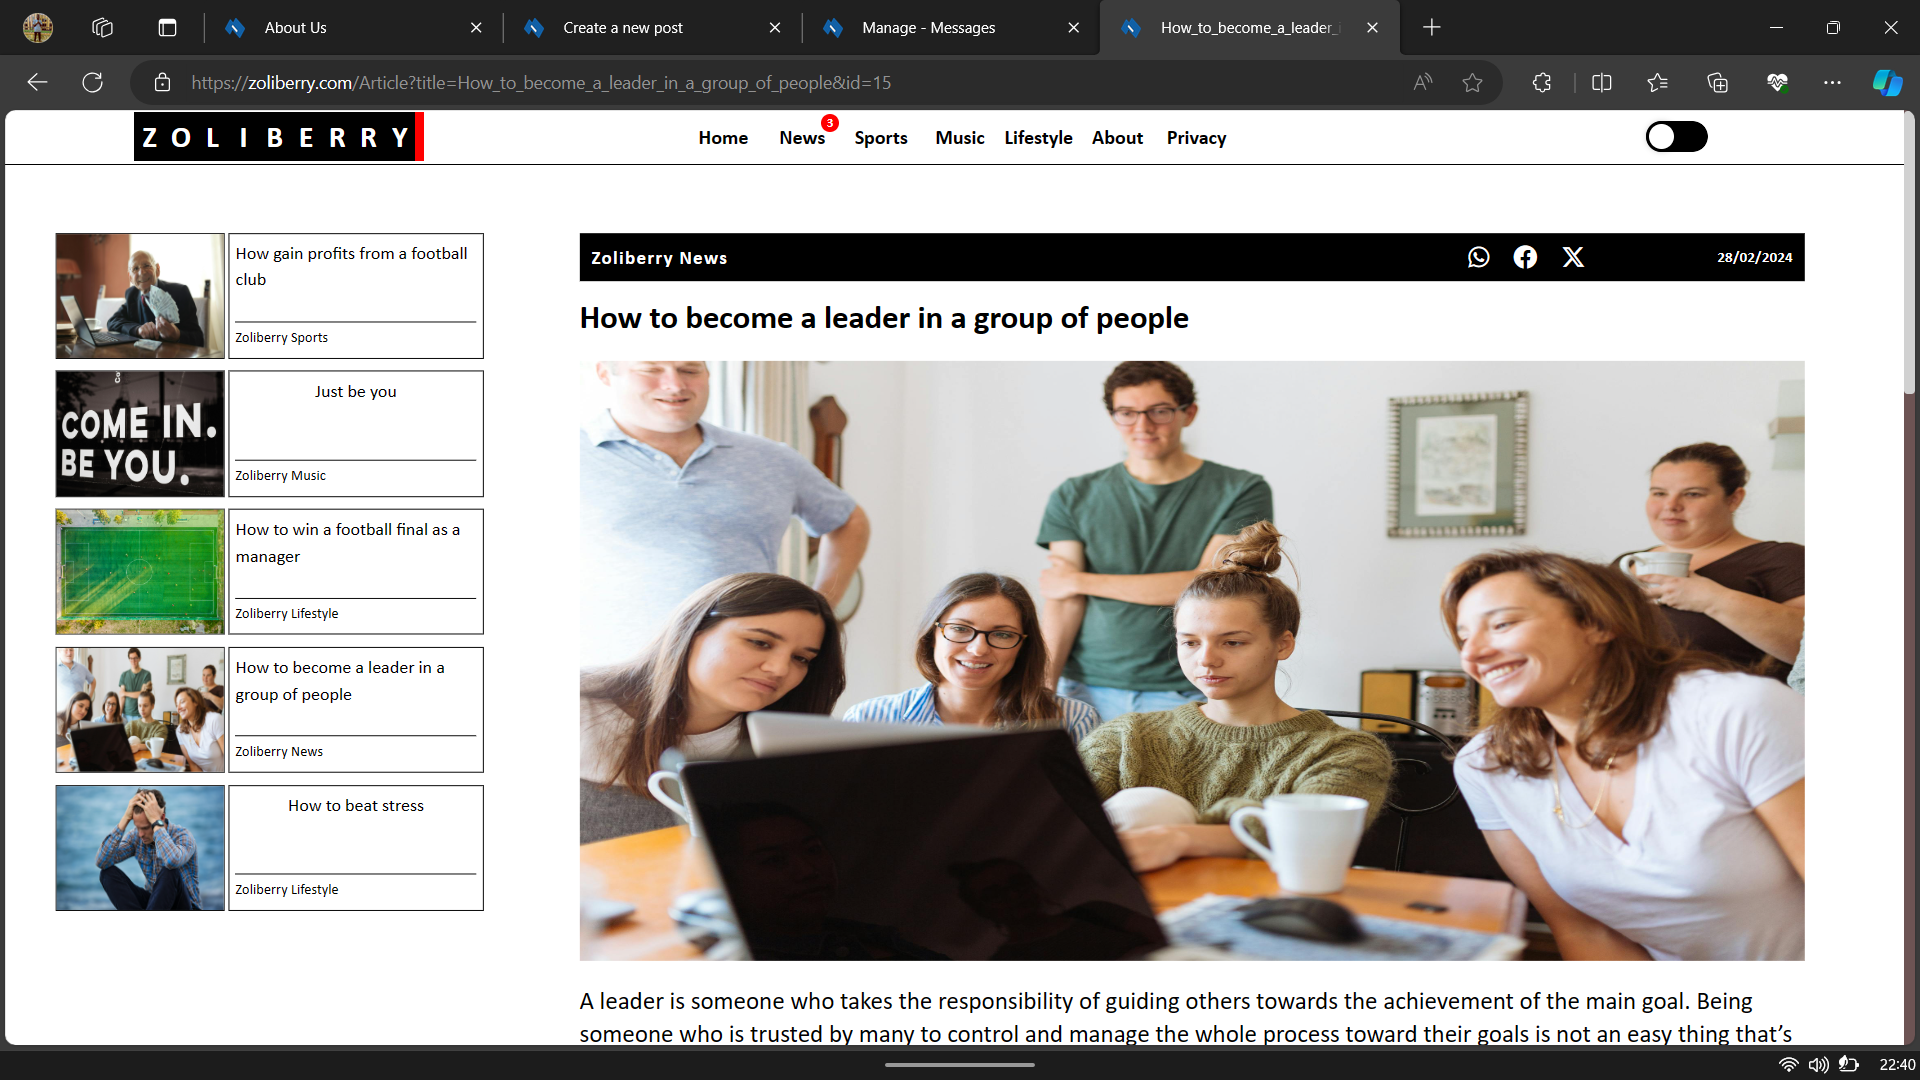 About Us
Create a new post
Manage - Messages
How_to_become_a_leader_
https://zoliberry.com/Article?title=How_to_become_a_leader_in_a_group_of_people&id=15
ZOLIBERRY
Home News 3 Sports Music Lifestyle About Privacy
How gain profits from a football
club
Zoliberry Sports
COME IN.
BE YOU.
Just be you
Zoliberry Music
How to win a football final as a
manager
Zoliberry Lifestyle
How to become a leader in a
group of people
Zoliberry News
How to beat stress
Zoliberry Lifestyle
Zoliberry News
28/02/2024
How to become a leader in a group of people
A leader is someone who takes the responsibility of guiding others towards the achievement of the main goal. Being
someone who is trusted by many to control and manage the whole process toward their goals is not an easy thing that’s
22:40